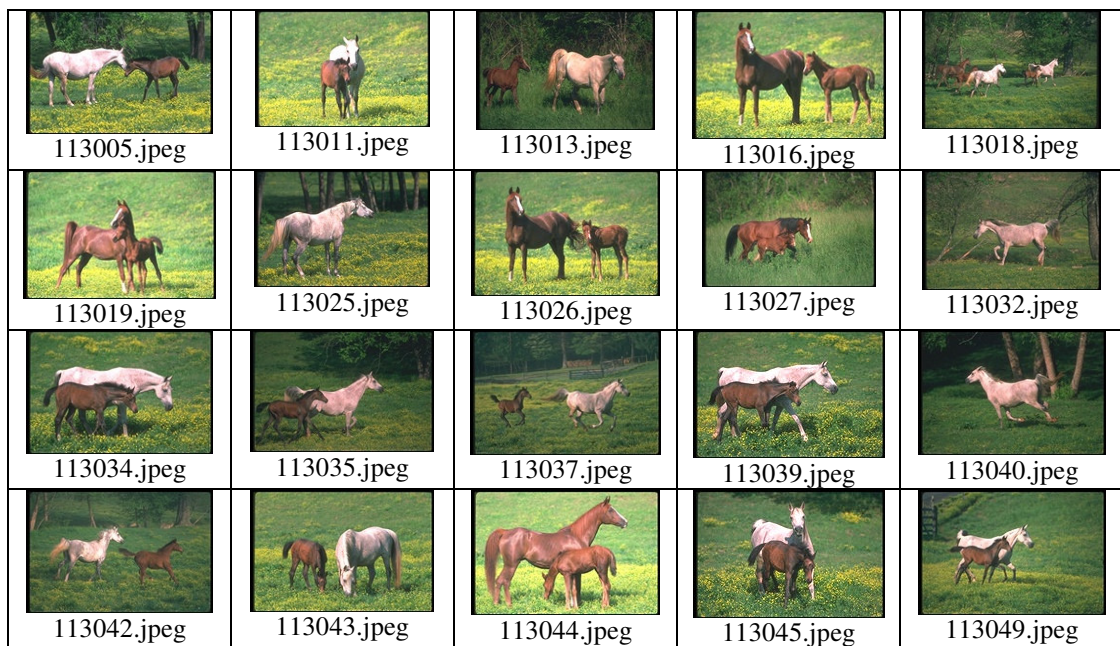 113005.jpeg 113011.jpeg 113013.jpeg 113016.jpeg 113018.jpeg
113019.jpeg 113025.jpeg 113026.jpeg 113027.jpeg 113032.jpeg
113034.jpeg 113035.jpeg 113037.jpeg 113039.jpeg 113040.jpeg
113042.jpeg 113043.jpeg 113044.jpeg 113045.jpeg 113049.jpeg